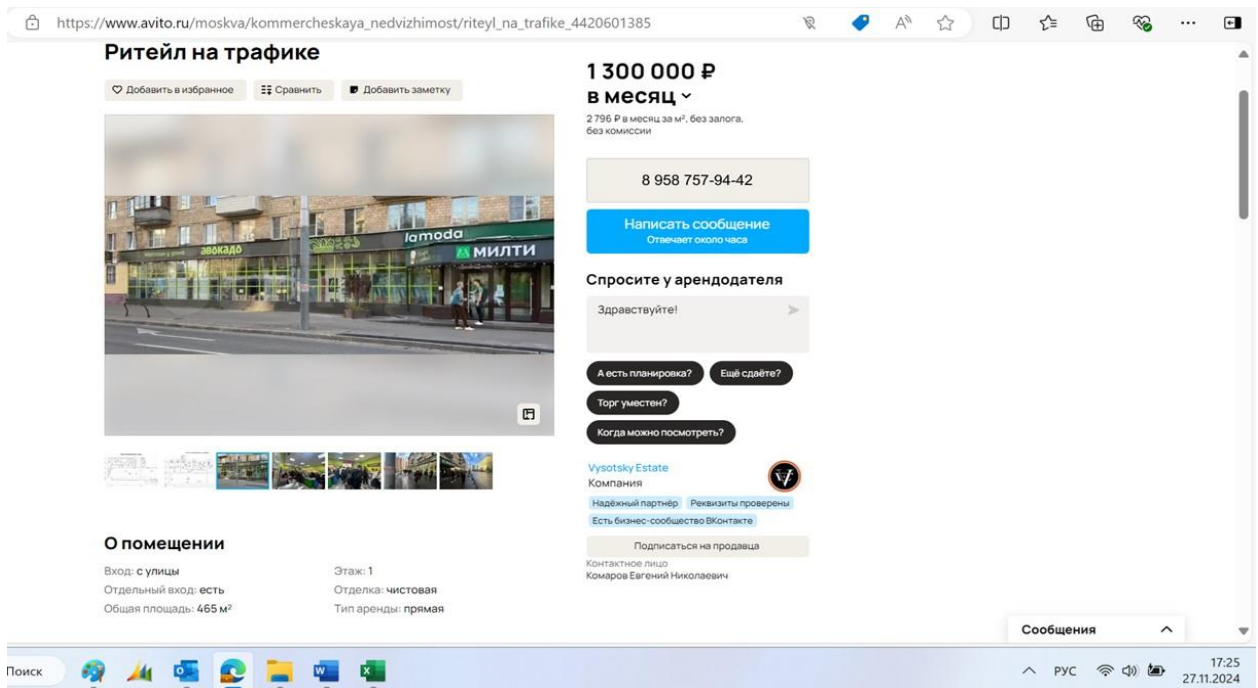 https://www.avito.ru/moskva/kommercheskaya_nedvizhimost/riteyl_na_trafike_4420601385
Ритейл на трафике
Добавить в избранное
Сравнить
Добавить заметку
авокадо
lamoda
МИЛТИ
1 300 000 ₽
в месяц
2 796 ₽ в месяц за м², без залога,
без комиссии
8 958 757-94-42
Написать сообщение
Отвечает около часа
Спросите у арендодателя
Здравствуйте!
А есть планировка?
Ещё сдаёте?
Торг уместен?
Когда можно посмотреть?
Vysotsky Estate
Компания
Надёжный партнёр
Реквизиты проверены
Есть бизнес-сообщество ВКонтакте
Подписаться на продавца
Контактное лицо
Комаров Евгений Николаевич
О помещении
Вход: с улицы
Этаж: 1
Отдельный вход: есть
Отделка: чистовая
Общая площадь: 465 м²
Тип аренды: прямая
Сообщения
Поиск
РУС
17:25
27.11.2024